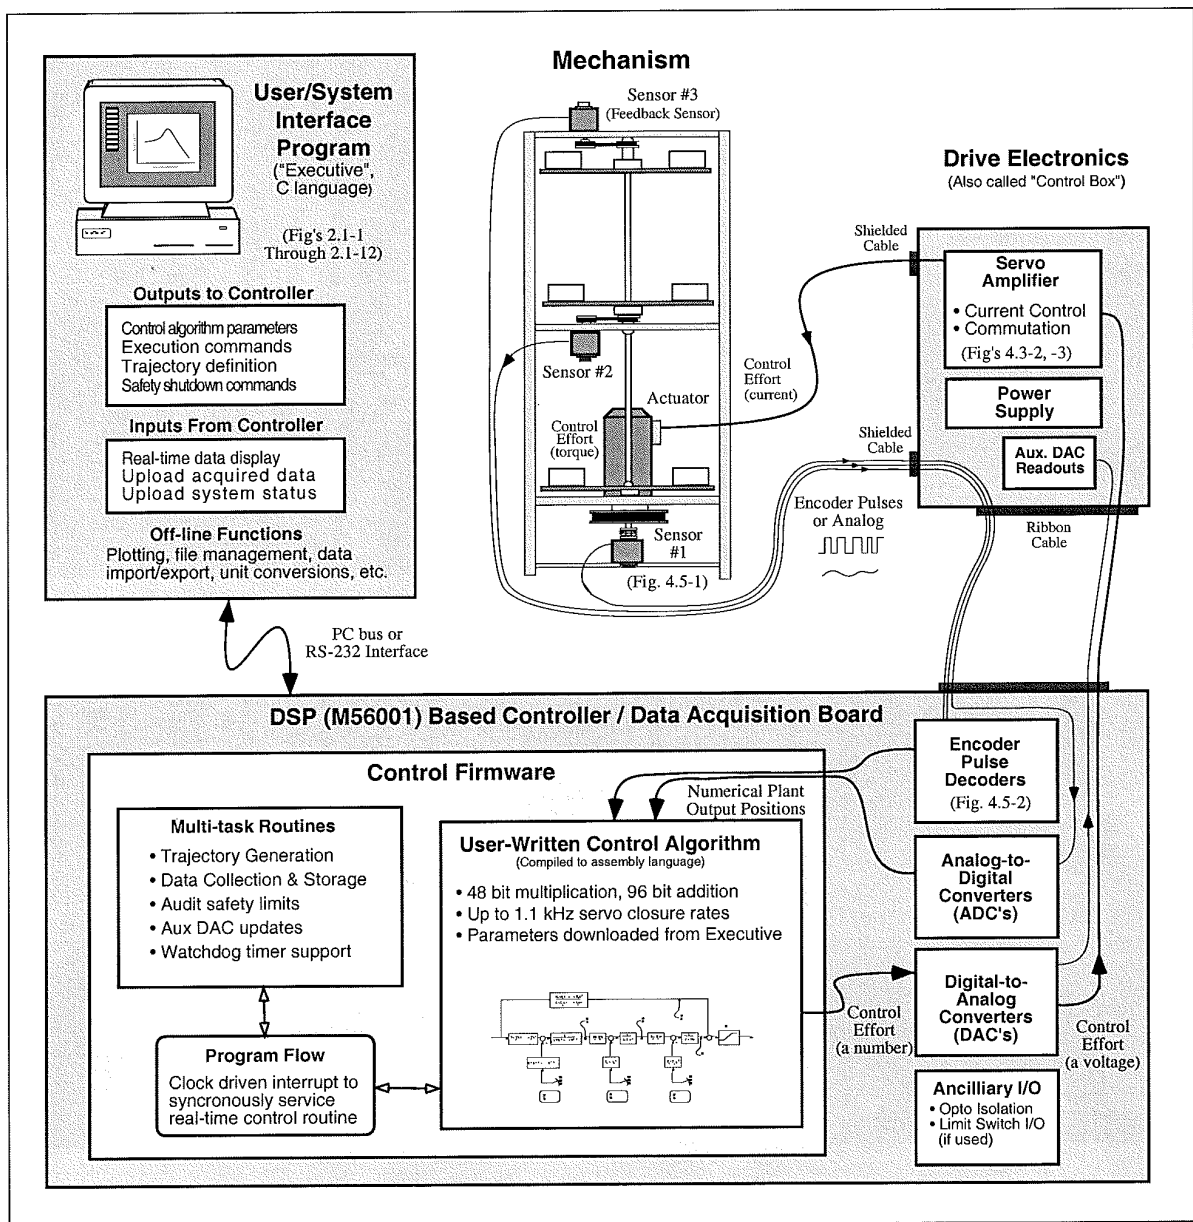 User/System
Interface
Program
("Executive",
C language)
(Fig's 2.1-1
Through 2.1-12)
Outputs to Controller
Control algorithm parameters
Execution commands
Trajectory definition
Safety shutdown commands
Inputs From Controller
Real-time data display
Upload acquired data
Upload system status
Off-line Functions
Plotting, file management, data
import/export, unit conversions, etc.
PC bus or
RS-232 Interface
Mechanism
Sensor #3
(Feedback Sensor)
Sensor #2
Actuator
Control
Effort
(torque)
Sensor
#1
(Fig. 4.5-1)
Control
Effort
(current)
Shielded
Cable
Shielded
Cable
Encoder Pulses
or Analog
Drive Electronics
(Also called "Control Box")
Servo
Amplifier
• Current Control
• Commutation
(Fig's 4.3-2, -3)
Power
Supply
Aux. DAC
Readouts
Ribbon
Cable
DSP (M56001) Based Controller / Data Acquisition Board
Control Firmware
Multi-task Routines
• Trajectory Generation
• Data Collection & Storage
• Audit safety limits
• Aux DAC updates
• Watchdog timer support
Program Flow
Clock driven interrupt to
syncronously service
real-time control routine
Numerical Plant
Output Positions
User-Written Control Algorithm
(Compiled to assembly language)
• 48 bit multiplication, 96 bit addition
• Up to 1.1 kHz servo closure rates
• Parameters downloaded from Executive
Encoder
Pulse
Decoders
(Fig. 4.5-2)
Analog-to-
Digital
Converters
(ADC's)
Digital-to-
Analog
Converters
(DAC's)
Control
Effort
(a number)
Control
Effort
(a voltage)
Ancilliary I/O
• Opto Isolation
• Limit Switch I/O
(if used)